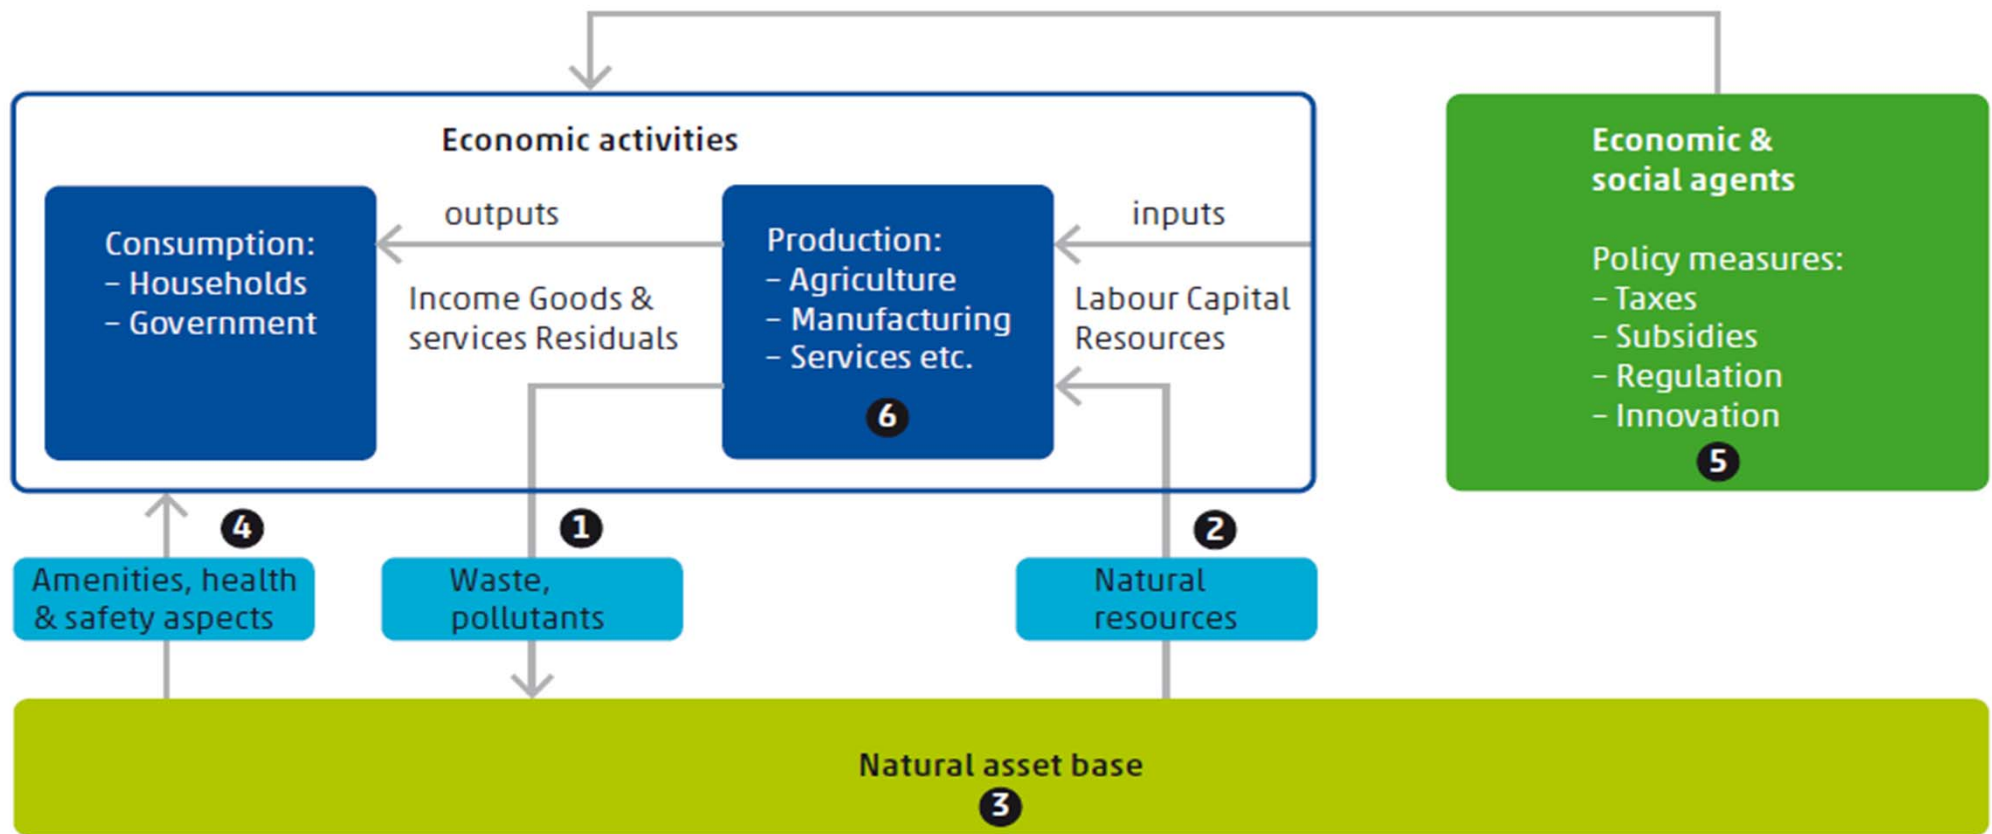 Economic activities
Consumption:
– Households
– Government
outputs
Income Goods &
services Residuals
Production:
– Agriculture
– Manufacturing
– Services etc.
6
inputs
Labour Capital
Resources
Economic &
social agents
Policy measures:
– Taxes
– Subsidies
– Regulation
– Innovation
5
4
1
2
Amenities, health
& safety aspects
Waste,
pollutants
Natural
resources
Natural asset base
3